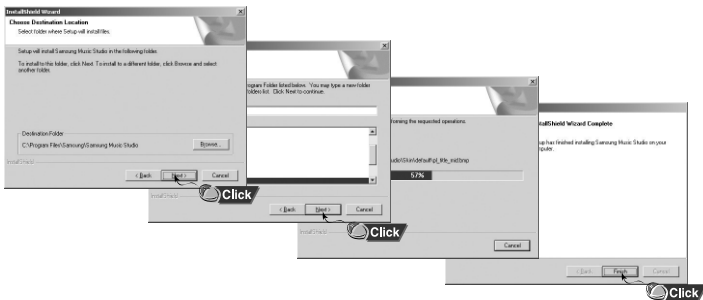 InstallShield Wizard
Choose Destination Location
Select folder where Setup will install files.
Setup will install Samsung Music Studio in the following folder.
To install to this folder, click Next. To install to a different folder, click Browse and select
another folder.
Destination Folder
C:\Program Files\Samsung\Samsung Music Studio
Browse...
InstallShield
< Back
Next >
Cancel
Click
rogram Folder listed below. You may type a new folder
folders list. Click Next to continue.
InstallShield
< Back
Next >
Cancel
Click
forming the requested operations.
udio\Skin\default\pl_title_mid.bmp
57%
InstallShield
Cancel
tallShield Wizard Complete
up has finished installing Samsung Music Studio on your
mputer.
< Back
Finish
Cancel
Click